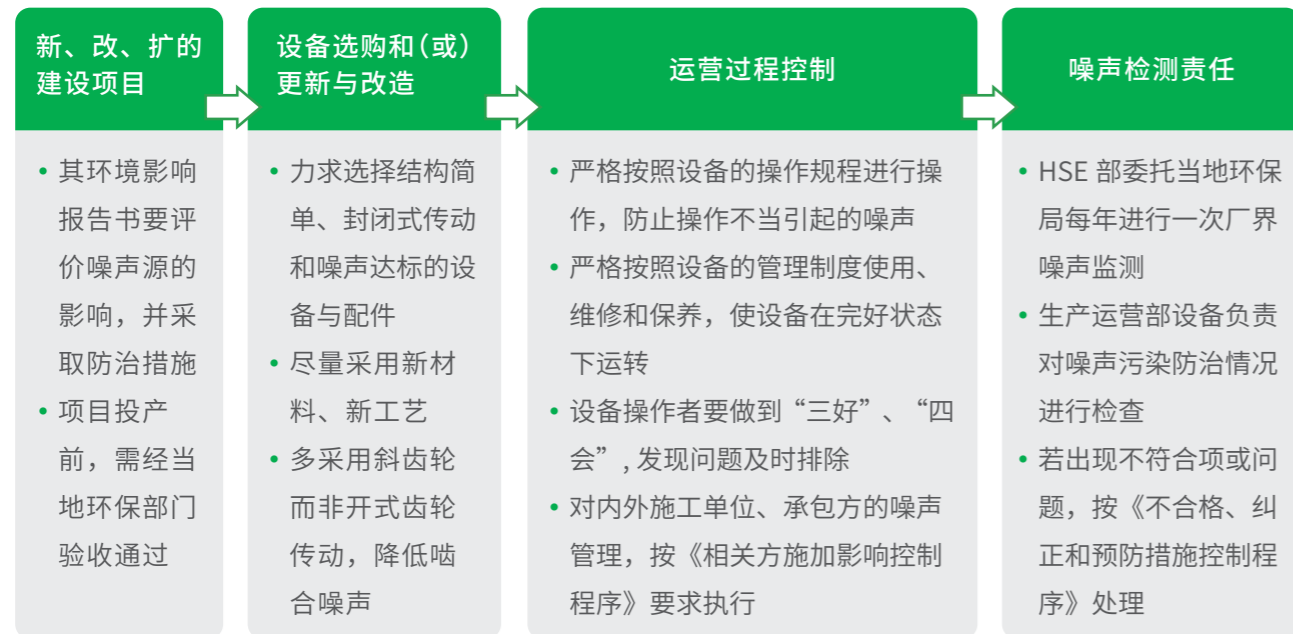 新、改、扩的
建设项目
• 其环境影响
报告书要评
价噪声源的
影响，并采
取防治措施
• 项目投产
前，需经当
地环保部门
验收通过
设备选购和（或）
更新与改造
• 力求选择结构简
单、封闭式传动
和噪声达标的设
备与配件
• 尽量采用新材
料、新工艺
• 多采用斜齿轮
而非开式齿轮
传动，降低啮
合噪声
运营过程控制
• 严格按照设备的操作规程进行操
作，防止操作不当引起的噪声
• 严格按照设备的管理制度使用、
维修和保养，使设备在完好状态
下运转
• 设备操作者要做到“三好”、“四
会”, 发现问题及时排除
• 对内外施工单位、承包方的噪声
管理，按《相关方施加影响控制
程序》要求执行
噪声检测责任
• HSE 部委托当地环保
局每年进行一次厂界
噪声监测
• 生产运营部设备负责
对噪声污染防治情况
进行检查
• 若出现不符合项或问
题，按《不合格、纠
正和预防措施控制程
序》处理